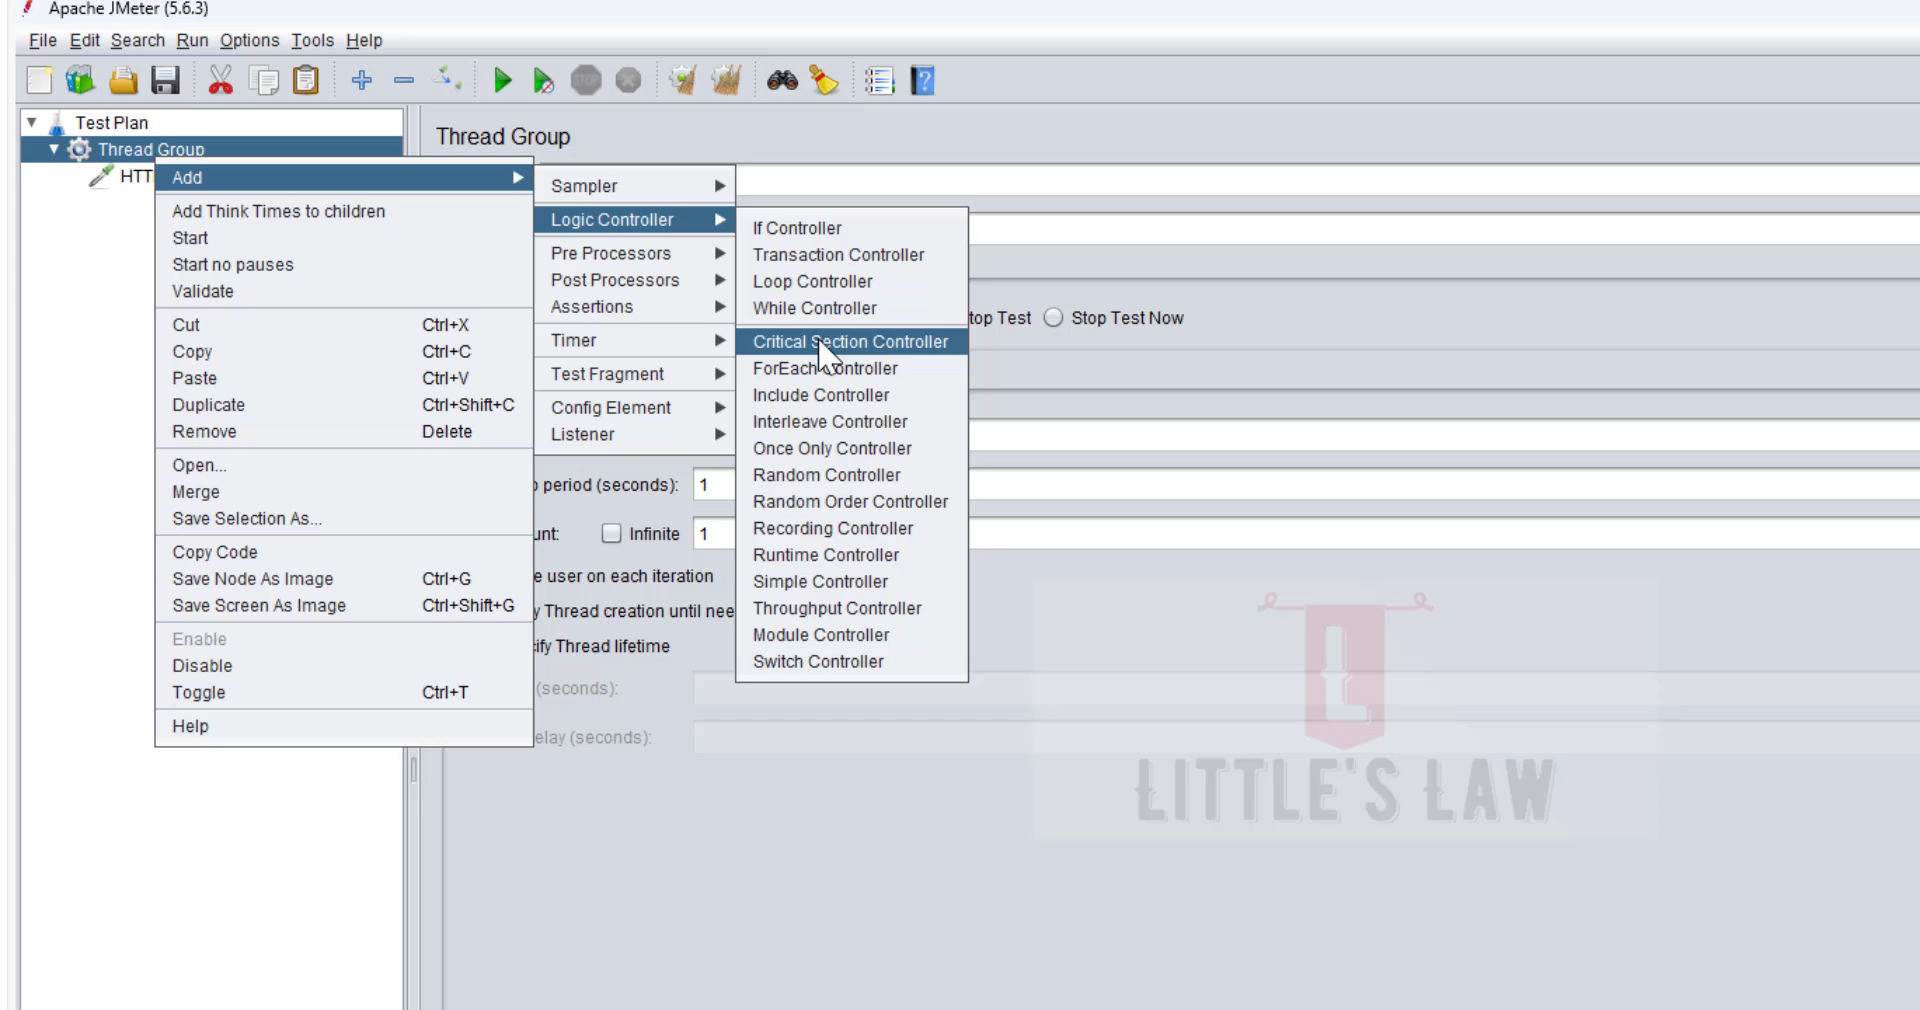 Apache JMeter (5.6.3)
File Edit Search Run Options Tools Help
STOP
Test Plan
Thread Group
HTT
Thread Group
Add
Add Think Times to children
Start
Start no pauses
Validate
Cut Ctrl+X
Copy Ctrl+C
Paste Ctrl+V
Duplicate Ctrl+Shift+C
Remove Delete
Open...
Merge
Save Selection As...
Copy Code
Save Node As Image Ctrl+G
Save Screen As Image Ctrl+Shift+G
Enable
Disable
Toggle Ctrl+T
Help
Sampler
Logic Controller
Pre Processors
Post Processors
Assertions
Timer
Test Fragment
Config Element
Listener
If Controller
Transaction Controller
Loop Controller
While Controller
Critical Section Controller
ForEach Controller
Include Controller
Interleave Controller
Once Only Controller
Random Controller
Random Order Controller
Recording Controller
Runtime Controller
Simple Controller
Throughput Controller
Module Controller
Switch Controller
top Test Stop Test Now
period (seconds): 1
unt: Infinite 1
e user on each iteration
y Thread creation until nee
ify Thread lifetime
(seconds):
elay (seconds):
L
LITTLE'S LAW